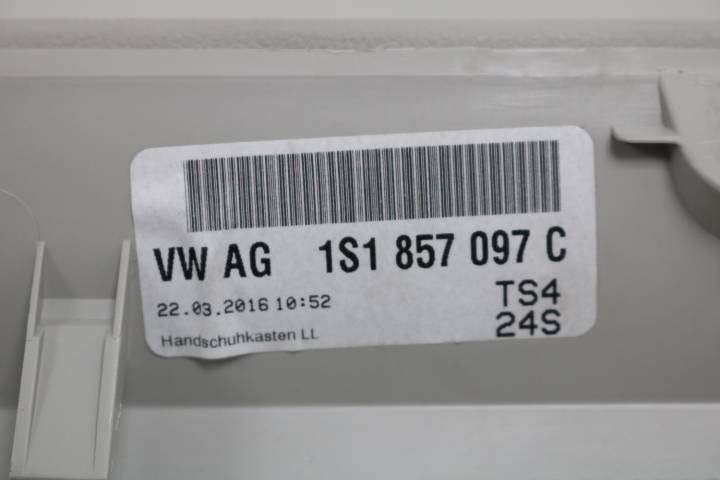 VW AG 1S1 857 097 C
22.03.2016 10:52 TS4
24S
Handschuhkasten LL